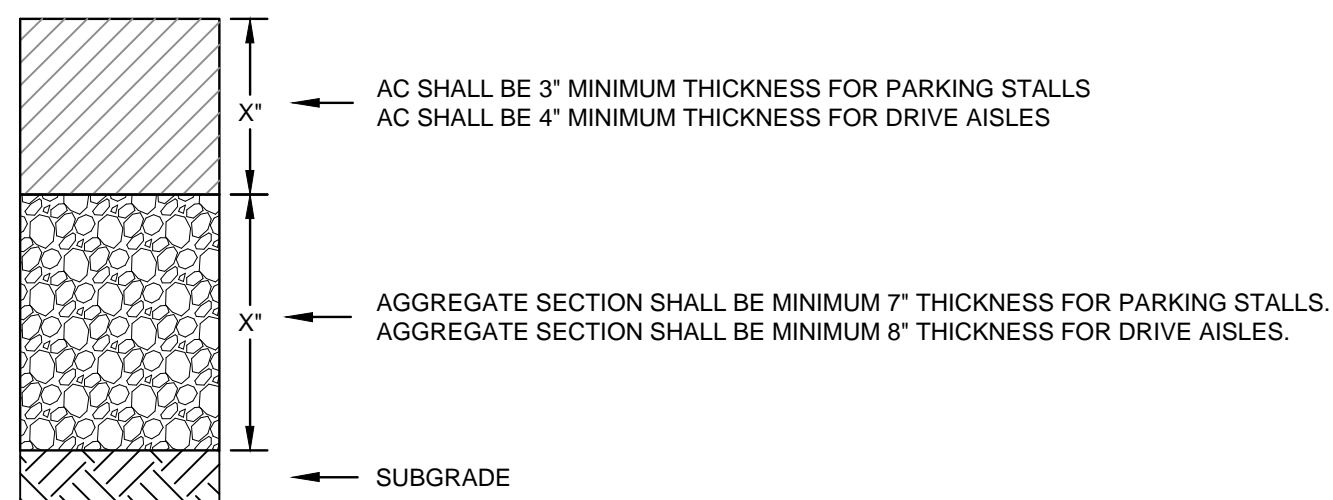 X"
AC SHALL BE 3" MINIMUM THICKNESS FOR PARKING STALLS
AC SHALL BE 4" MINIMUM THICKNESS FOR DRIVE AISLES
X"
AGGREGATE SECTION SHALL BE MINIMUM 7" THICKNESS FOR PARKING STALLS.
AGGREGATE SECTION SHALL BE MINIMUM 8" THICKNESS FOR DRIVE AISLES.
SUBGRADE